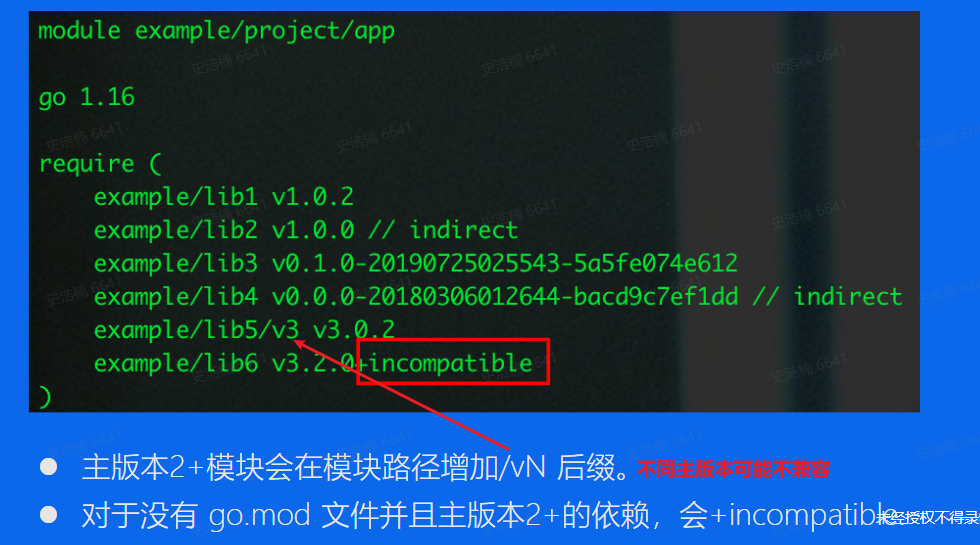 module example/project/app
go 1.16
require (
example/lib1 v1.0.2
example/lib2 v1.0.0 // indirect
example/lib3 v0.1.0-20190725025543-5a5fe074e612
example/lib4 v0.0.0-20180306012644-bacd9c7ef1dd // indirect
example/lib5/v3 v3.0.2
example/lib6 v3.2.0+incompatible
)
主版本2+模块会在模块路径增加/vN 后缀。不同主版本可能不兼容
对于没有 go.mod 文件并且主版本2+的依赖，会+incompatible
未经授权不得录
史浩楠 6641